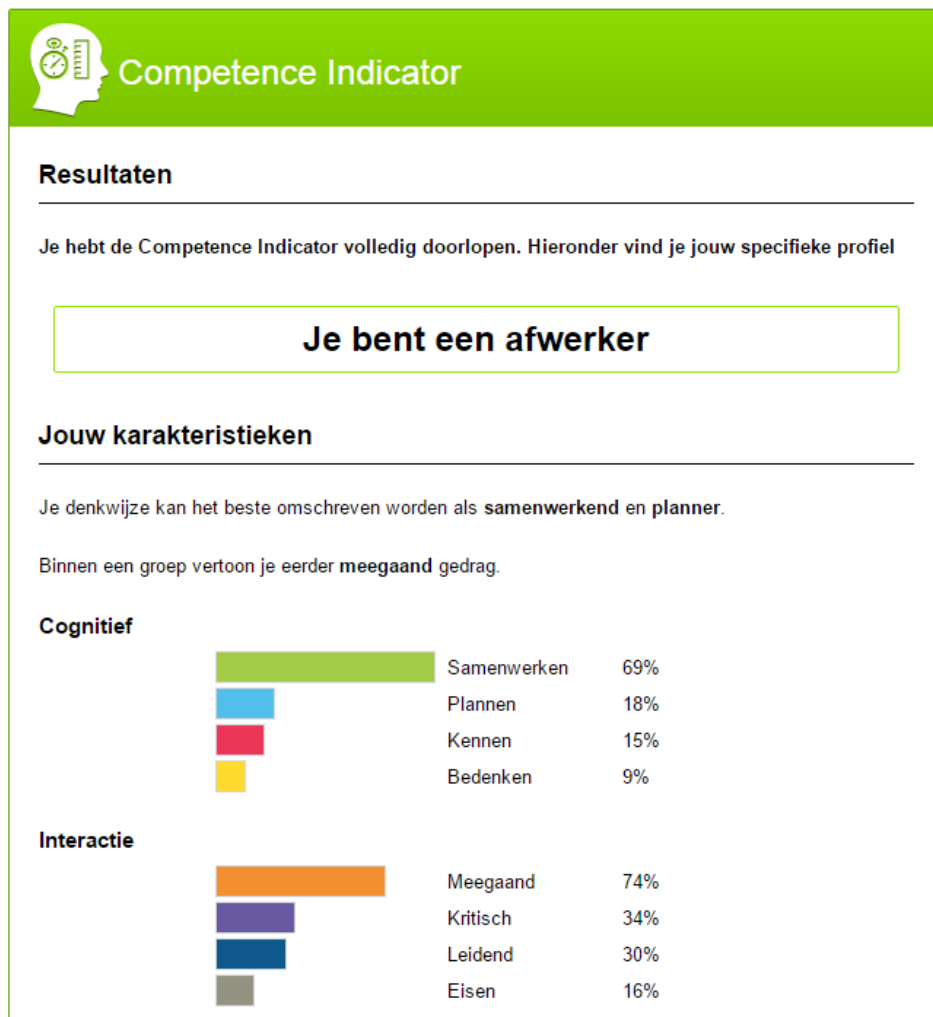 Competence Indicator
Resultaten
Je hebt de Competence Indicator volledig doorlopen. Hieronder vind je jouw specifieke profiel
Je bent een afwerker
Jouw karakteristieken
Je denkwijze kan het beste omschreven worden als samenwerkend en planner.
Binnen een groep vertoon je eerder meegaand gedrag.
Cognitief
Samenwerken 69%
Plannen 18%
Kennen 15%
Bedenken 9%
Interactie
Meegaand 74%
Kritisch 34%
Leidend 30%
Eisen 16%